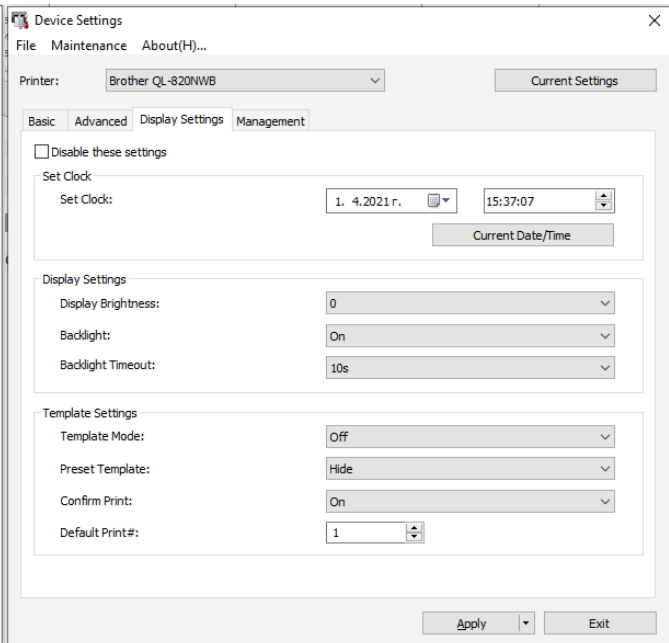 Device Settings
File Maintenance About(H)...
Printer: Brother QL-820NWB Current Settings
Basic Advanced Display Settings Management
Disable these settings
Set Clock
Set Clock: 1. 4.2021 г. 15:37:07
Current Date/Time
Display Settings
Display Brightness: 0
Backlight: On
Backlight Timeout: 10s
Template Settings
Template Mode: Off
Preset Template: Hide
Confirm Print: On
Default Print#: 1
Apply Exit